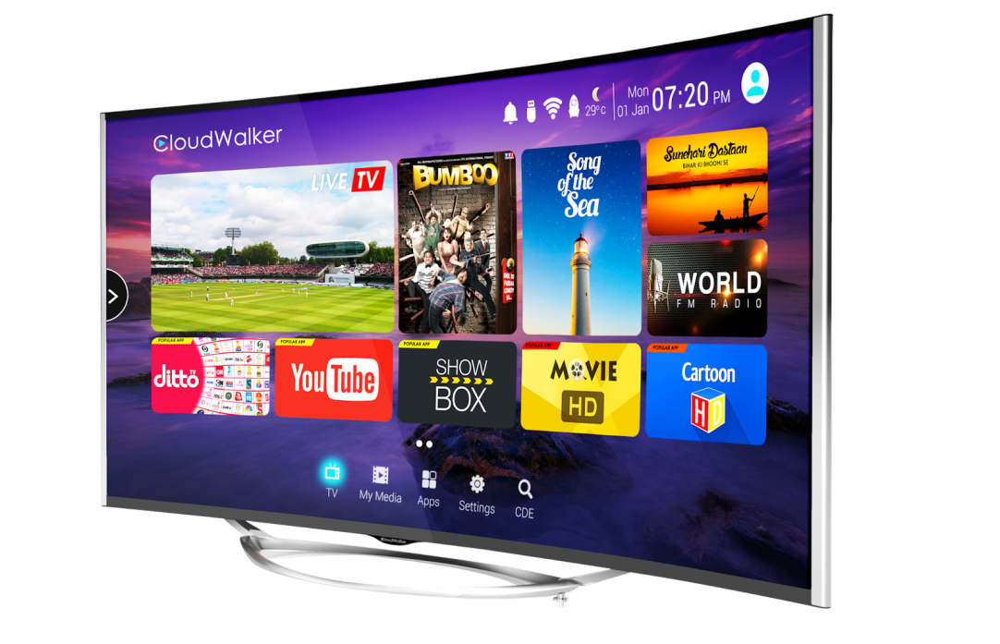 CloudWalker
29°c
Mon
01 Jan
07:20 PM
LIVE TV
BUMBOO
Song
of the
Sea
Sunehari Dastaan
BIHAR KI BHOOMI SE
WORLD
FM RADIO
POPULAR APP
ditto
TV
POPULAR APP
YouTube
POPULAR APP
SHOW
BOX
POPULAR APP
MOVIE
HD
POPULAR APP
Cartoon
HD
TV
My Media
Apps
Settings
CDE
CloudWalker